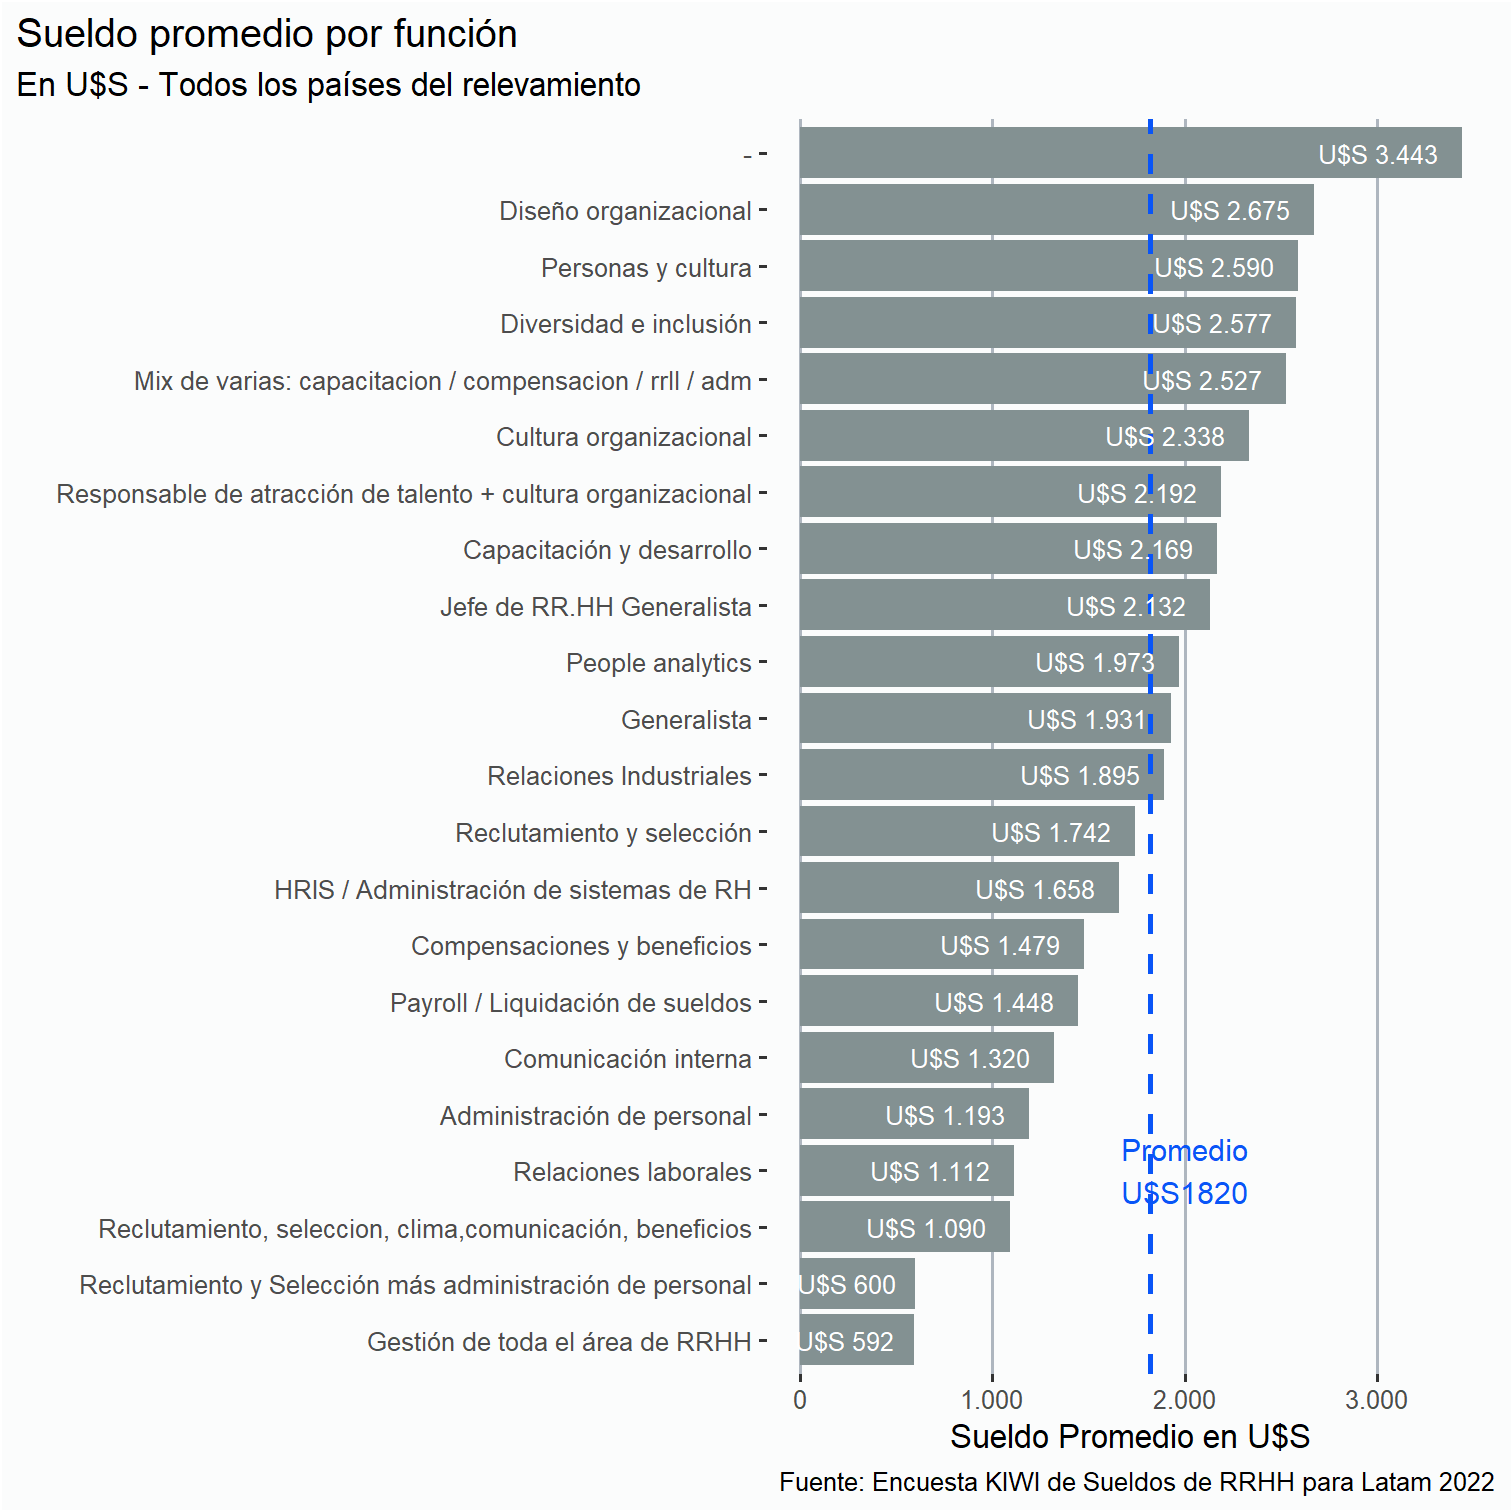 Sueldo promedio por función
En U$S - Todos los países del relevamiento
- U$S 3.443
Diseño organizacional U$S 2.675
Personas y cultura U$S 2.590
Diversidad e inclusión U$S 2.577
Mix de varias: capacitacion / compensacion / rrll / adm U$S 2.527
Cultura organizacional U$S 2.338
Responsable de atracción de talento + cultura organizacional U$S 2.192
Capacitación y desarrollo U$S 2.169
Jefe de RR.HH Generalista U$S 2.132
People analytics U$S 1.973
Generalista U$S 1.931
Relaciones Industriales U$S 1.895
Reclutamiento y selección U$S 1.742
HRIS / Administración de sistemas de RH U$S 1.658
Compensaciones y beneficios U$S 1.479
Payroll / Liquidación de sueldos U$S 1.448
Comunicación interna U$S 1.320
Administración de personal U$S 1.193
Promedio
Relaciones laborales U$S 1.112
U$S1820
Reclutamiento, seleccion, clima,comunicación, beneficios U$S 1.090
Reclutamiento y Selección más administración de personal U$S 600
Gestión de toda el área de RRHH U$S 592
0 1.000 2.000 3.000
Sueldo Promedio en U$S
Fuente: Encuesta KIWI de Sueldos de RRHH para Latam 2022